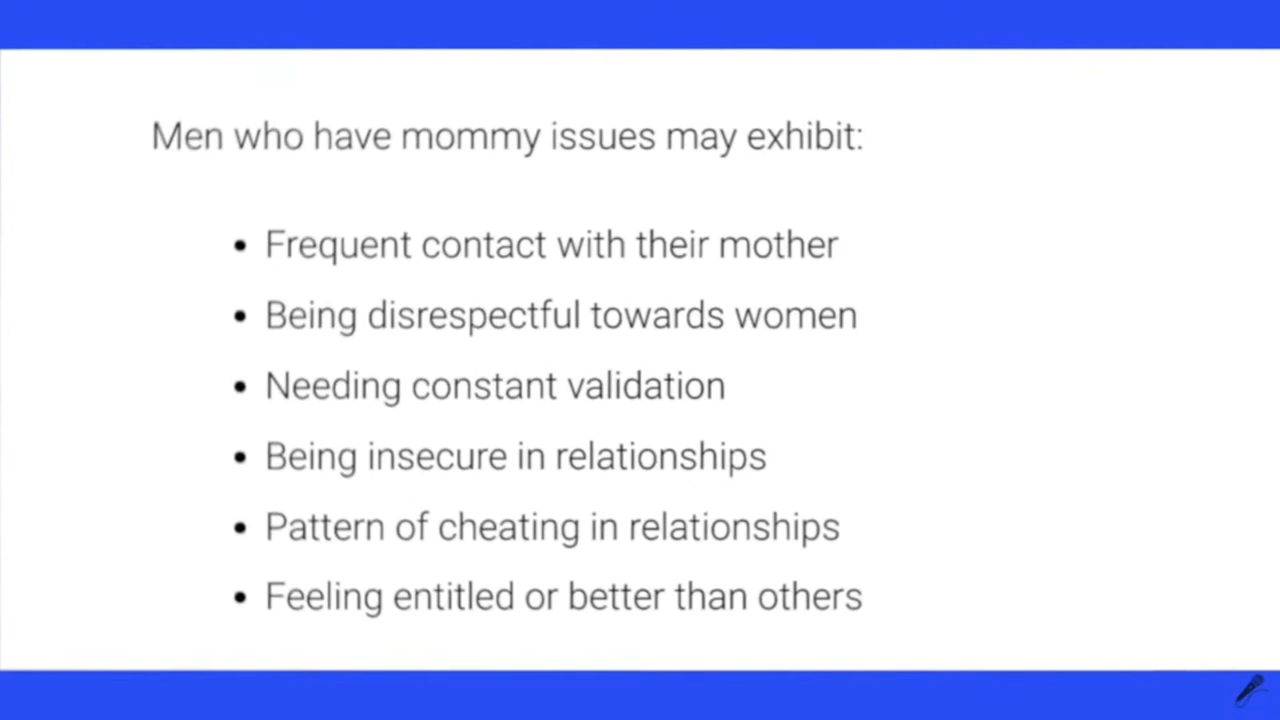 Men who have mommy issues may exhibit:
• Frequent contact with their mother
• Being disrespectful towards women
• Needing constant validation
• Being insecure in relationships
• Pattern of cheating in relationships
• Feeling entitled or better than others